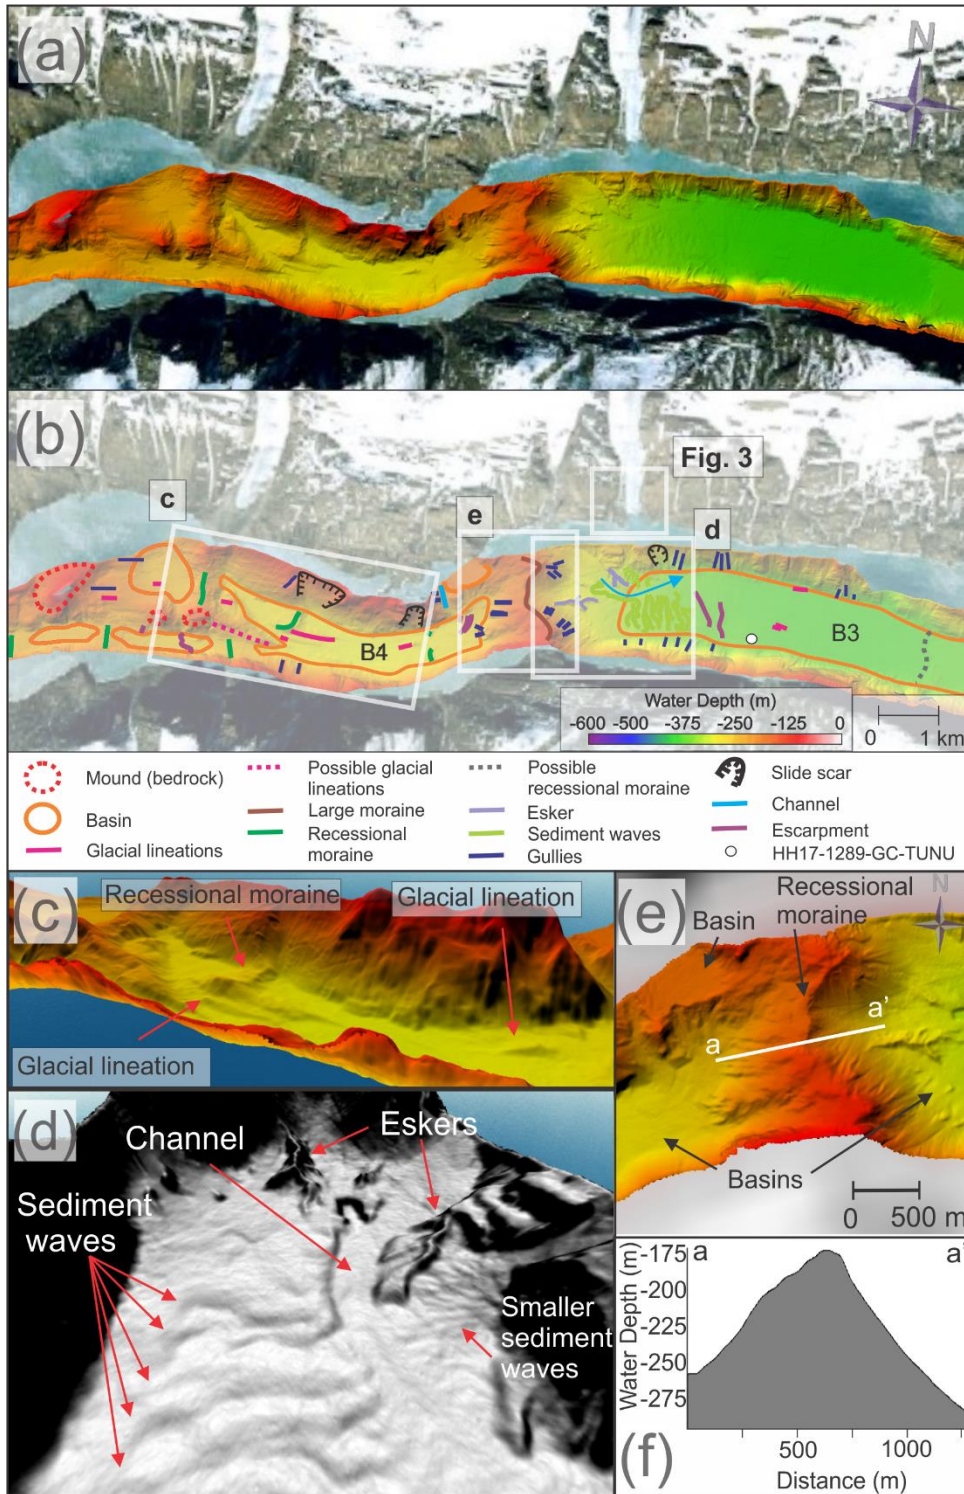 (a)
N
(b)
Fig. 3
c
e
d
B4
B3
Water Depth (m)
-600 -500 -375 -250 -125 0
0 1 km
Mound (bedrock)
Basin
Glacial lineations
Possible glacial
lineations
Large moraine
Recessional
moraine
Possible
recessional moraine
Esker
Sediment waves
Gullies
Slide scar
Channel
Escarpment
HH17-1289-GC-TUNU
(c)
Recessional moraine
Glacial lineation
Glacial lineation
(d)
Channel
Eskers
Sediment
waves
Smaller
sediment
waves
(e)
Recessional
moraine
Basin
N
a
a'
Basins
0 500 m
a
a'
-175
-200
-225
-250
-275
Water Depth (m)
500 1000
Distance (m)
(f)